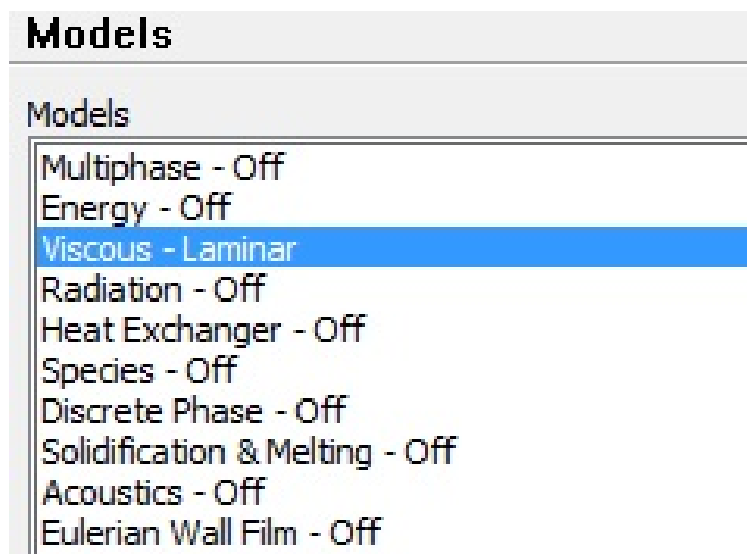 Models
Models
Multiphase - Off
Energy - Off
Viscous - Laminar
Radiation - Off
Heat Exchanger - Off
Species - Off
Discrete Phase - Off
Solidification & Melting - Off
Acoustics - Off
Eulerian Wall Film - Off